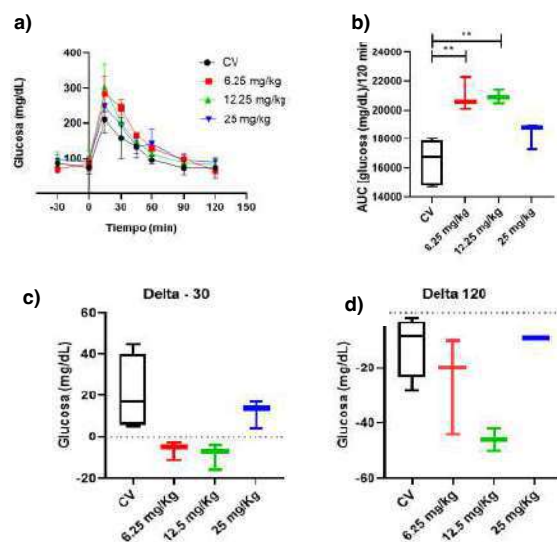 a)
Glucosa (mg/dL)
400
300
200
100
-30 0 30 60 90 120
Tiempo (min)
CV
6.25 mg/kg
12.25 mg/kg
25 mg/kg
b)
AUC [glucosa (mg/dL)/120 min
22000
20000
18000
16000
14000
**
**
CV
6.25 mg/kg
12.25 mg/kg
25 mg/kg
c)
Delta - 30
Glucosa (mg/dL)
60
40
20
0
-20
CV
6.25 mg/Kg
12.5 mg/Kg
25 mg/Kg
d)
Delta 120
Glucosa (mg/dL)
-20
-40
-60
CV
6.25 mg/Kg
12.5 mg/Kg
25 mg/Kg